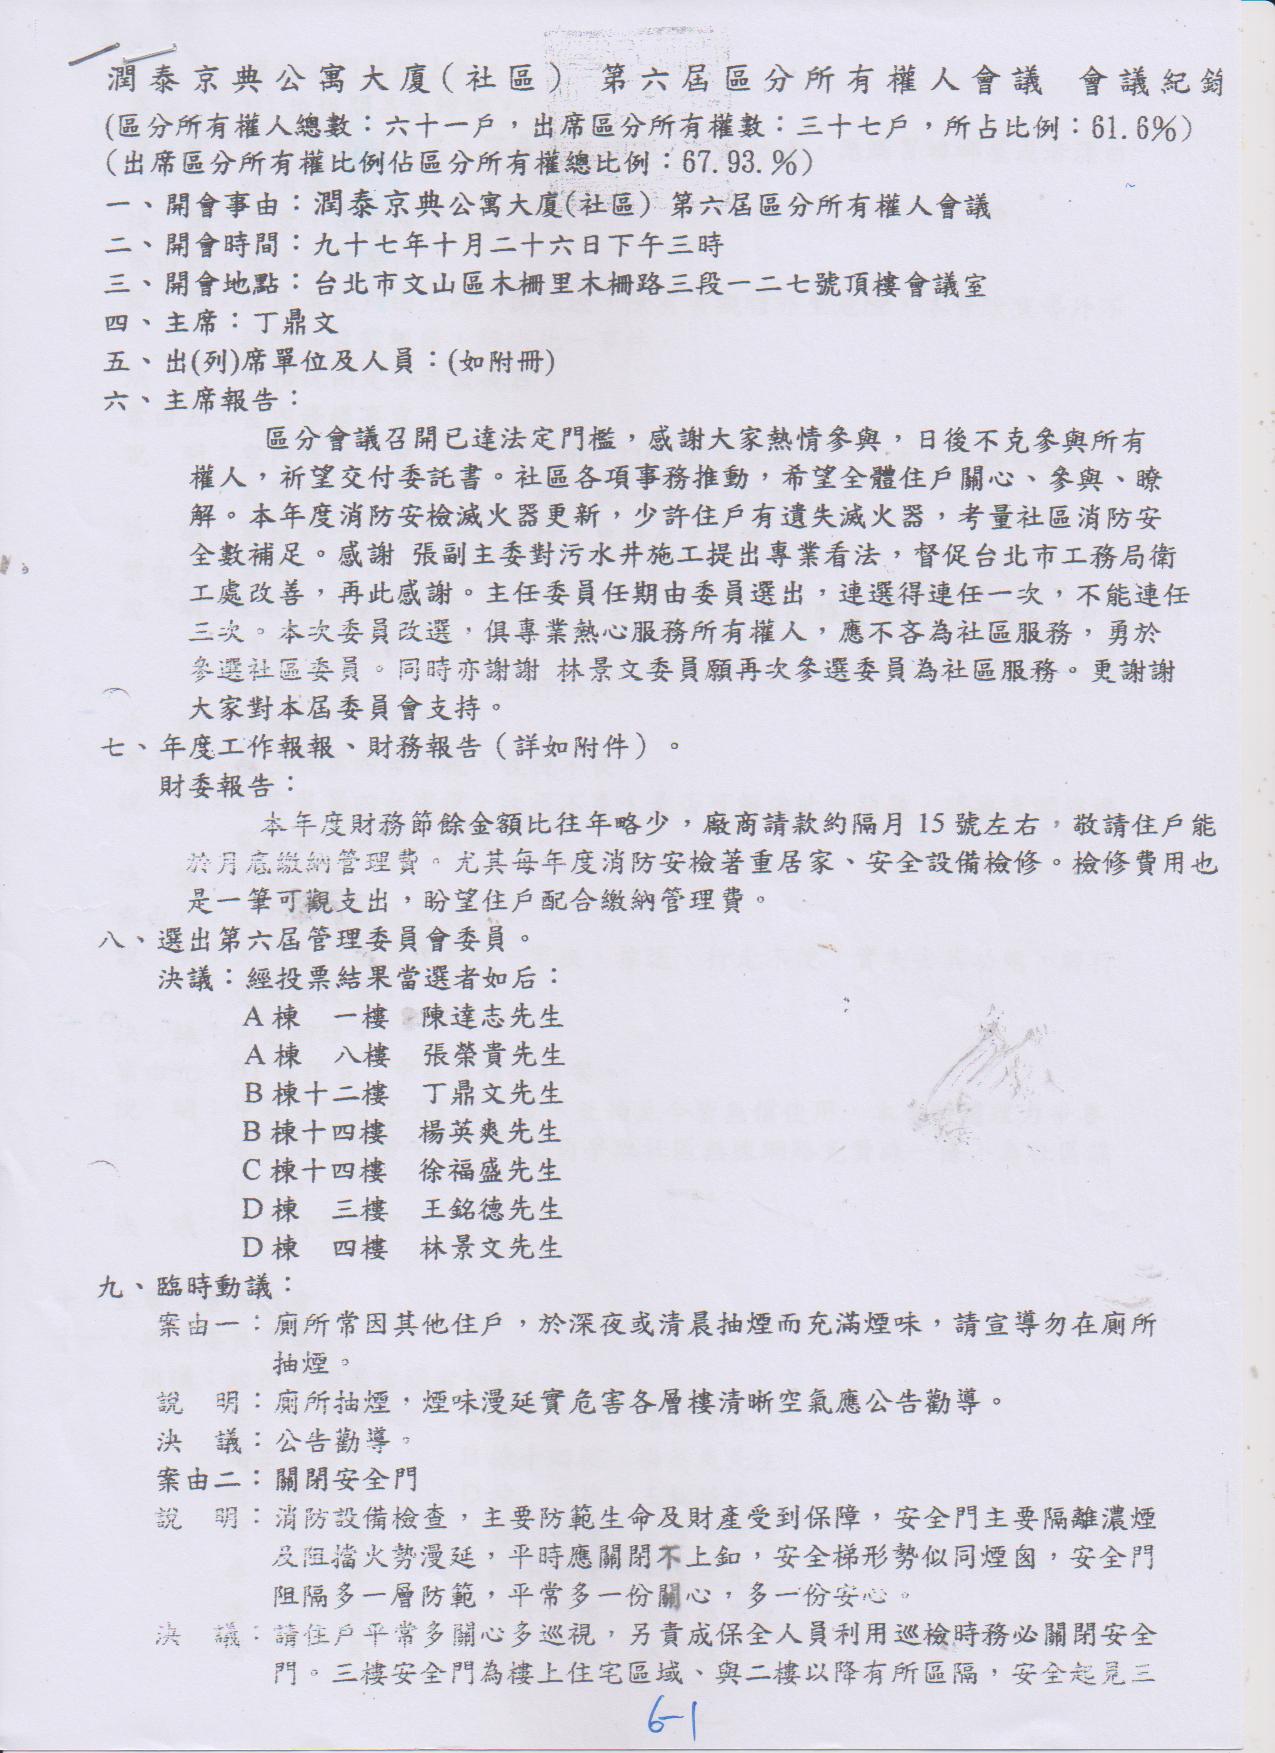 潤泰京典公寓大廈(社區) 第六屆區分所有權人會議 會議紀錄
(區分所有權人總數：六十一戶，出席區分所有權數：三十七戶，所占比例：61.6%)
(出席區分所有權比例佔區分所有權總比例：67.93.%)
一、開會事由：潤泰京典公寓大廈(社區) 第六屆區分所有權人會議
二、開會時間：九十七年十月二十六日下午三時
三、開會地點：台北市文山區木柵里木柵路三段一二七號頂樓會議室
四、主席：丁鼎文
五、出(列)席單位及人員：(如附冊)
六、主席報告：
區分會議召開已達法定門檻，感謝大家熱情參與，日後不克參與所有
權人，祈望交付委託書。社區各項事務推動，希望全體住戶關心、參與、瞭
解。本年度消防安檢滅火器更新，少許住戶有遺失滅火器，考量社區消防安
全數補足。感謝 張副主委對污水井施工提出專業看法，督促台北市工務局衛
工處改善，再此感謝。主任委員任期由委員選出，連選得連任一次，不能連任
三次。本次委員改選，俱專業熱心服務所有權人，應不吝為社區服務，勇於
參選社區委員。同時亦謝謝 林景文委員願再次參選委員為社區服務。更謝謝
大家對本屆委員會支持。
七、年度工作報報、財務報告（詳如附件）。
財委報告：
本年度財務節餘金額比往年略少，廠商請款約隔月 15 號左右，敬請住戶能
於月底繳納管理費。尤其每年度消防安檢著重居家、安全設備檢修。檢修費用也
是一筆可觀支出，盼望住戶配合繳納管理費。
八、選出第六屆管理委員會委員。
決議：經投票結果當選者如后：
A 棟　一樓　陳達志先生
A 棟　八樓　張榮貴先生
B 棟十二樓　丁鼎文先生
B 棟十四樓　楊英爽先生
C 棟十四樓　徐福盛先生
D 棟　三樓　王銘德先生
D 棟　四樓　林景文先生
九、臨時動議：
案由一：廁所常因其他住戶，於深夜或清晨抽煙而充滿煙味，請宣導勿在廁所
抽煙。
說　明：廁所抽煙，煙味漫延實危害各層樓清晰空氣應公告勸導。
決　議：公告勸導。
案由二：關閉安全門
說　明：消防設備檢查，主要防範生命及財產受到保障，安全門主要隔離濃煙
及阻擋火勢漫延，平時應關閉不上釦，安全梯形勢似同煙囪，安全門
阻隔多一層防範，平常多一份關心，多一份安心。
決　議：請住戶平常多關心多巡視，另責成保全人員利用巡檢時務必關閉安全
門。三樓安全門為樓上住宅區域、與二樓以降有所區隔，安全起見三
6-1